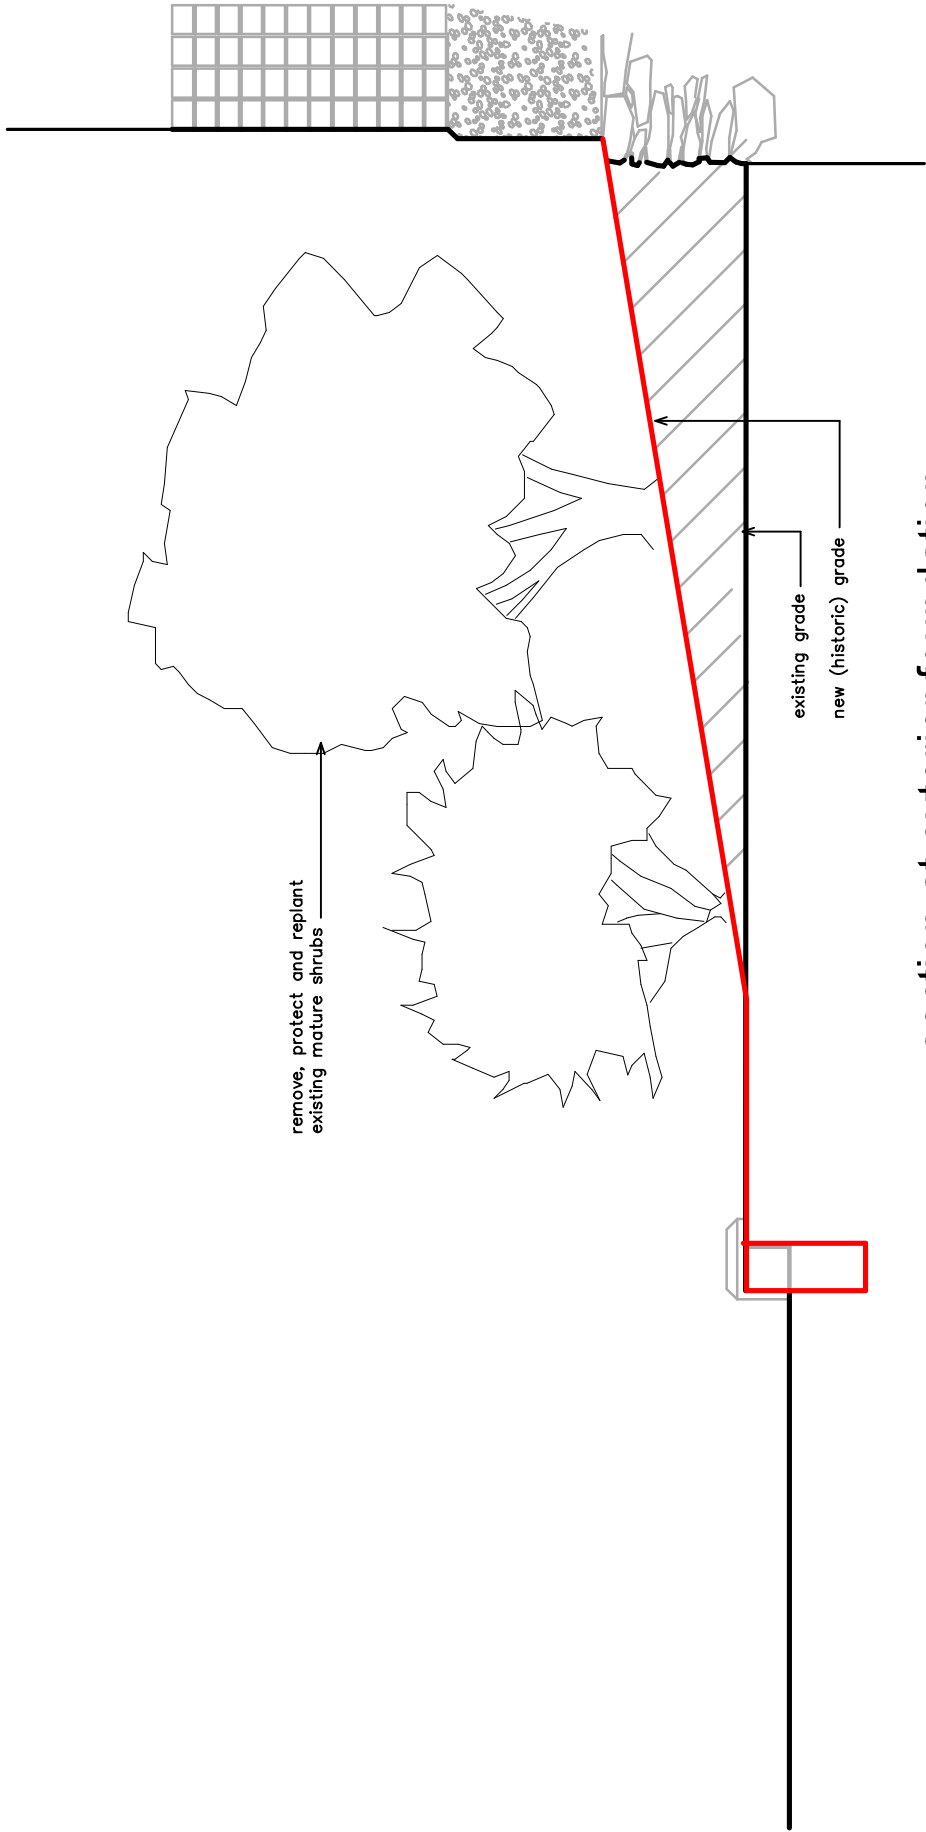 remove, protect and replant
existing mature shrubs
existing grade
new (historic) grade